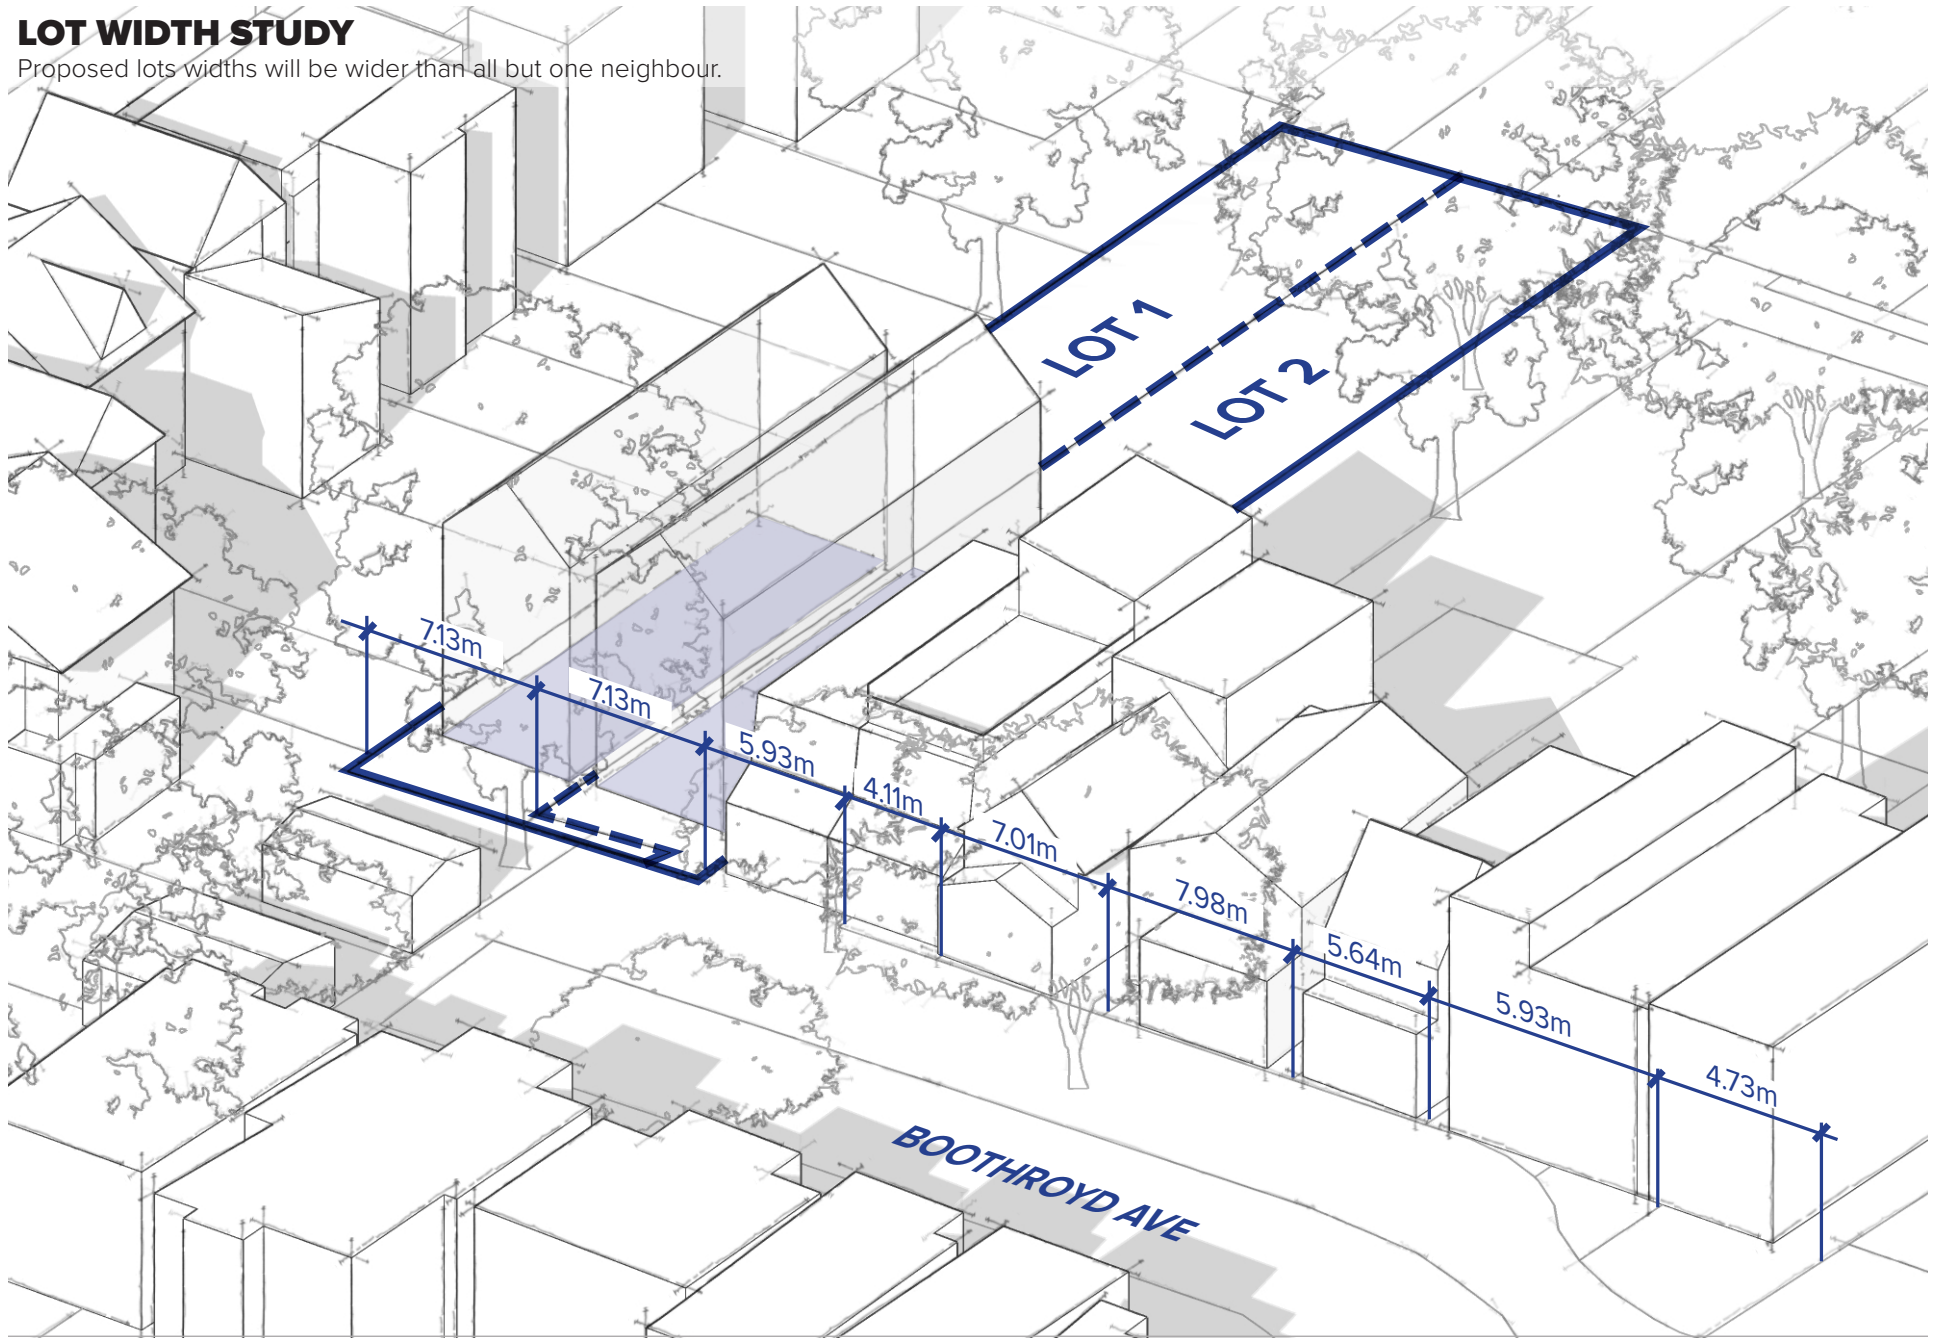 LOT WIDTH STUDY
Proposed lots widths will be wider than all but one neighbour.
LOT 1
LOT 2
7.13m
7.13m
5.93m
4.11m
7.01m
7.98m
5.64m
5.93m
4.73m
BOOTHROYD AVE